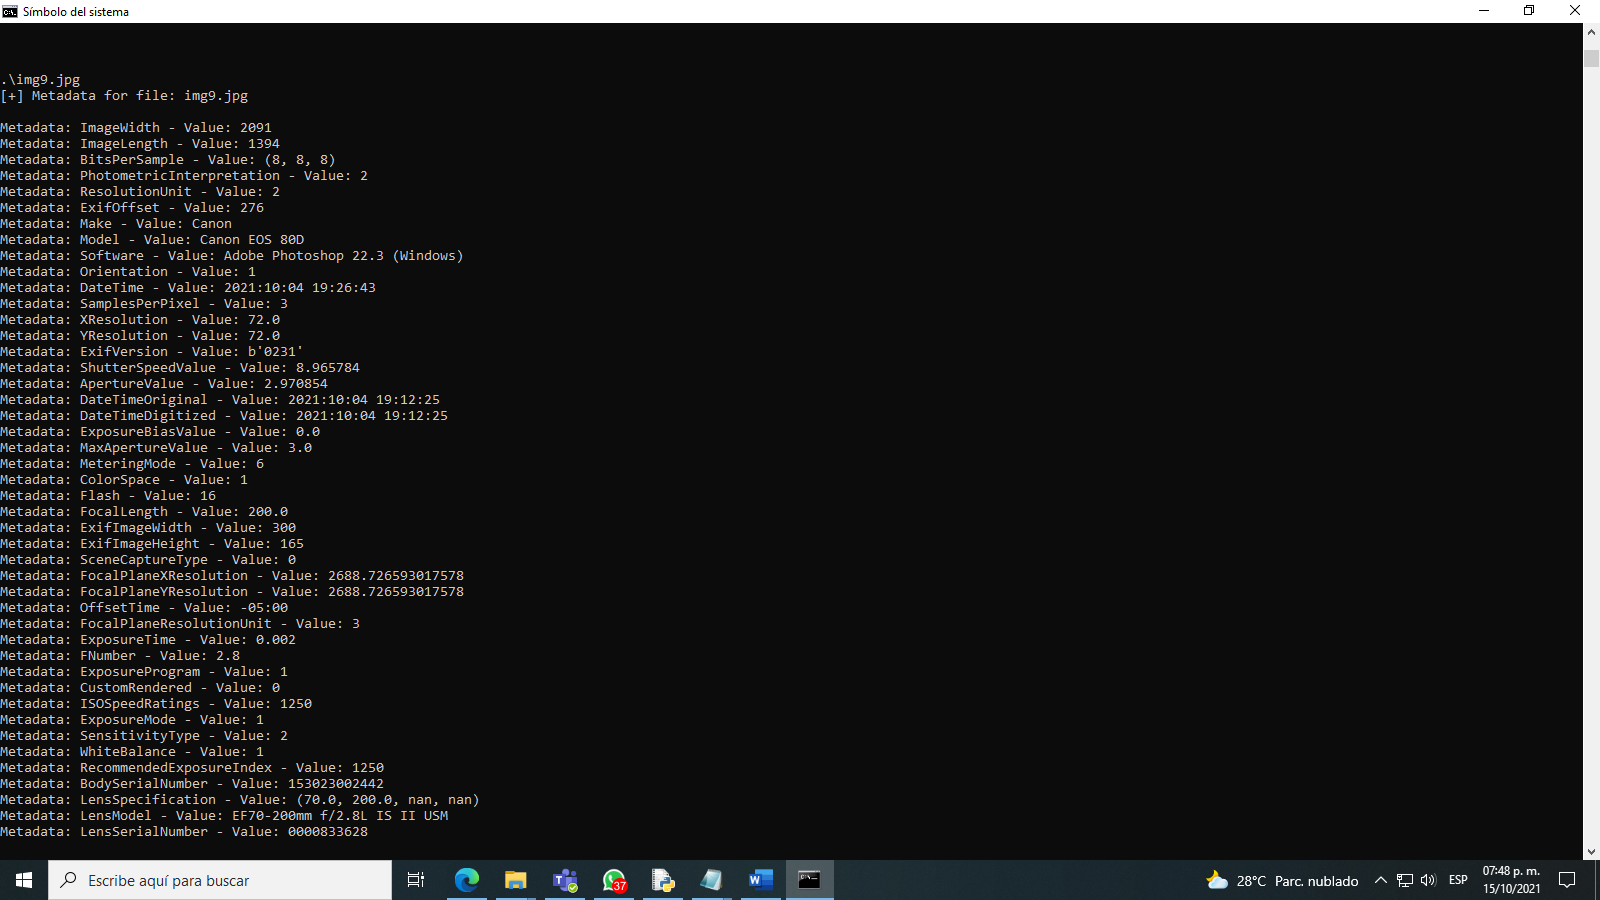 Símbolo del sistema
.\img9.jpg
[+] Metadata for file: img9.jpg
Metadata: ImageWidth - Value: 2091
Metadata: ImageLength - Value: 1394
Metadata: BitsPerSample - Value: (8, 8, 8)
Metadata: PhotometricInterpretation - Value: 2
Metadata: ResolutionUnit - Value: 2
Metadata: ExifOffset - Value: 276
Metadata: Make - Value: Canon
Metadata: Model - Value: Canon EOS 80D
Metadata: Software - Value: Adobe Photoshop 22.3 (Windows)
Metadata: Orientation - Value: 1
Metadata: DateTime - Value: 2021:10:04 19:26:43
Metadata: SamplesPerPixel - Value: 3
Metadata: XResolution - Value: 72.0
Metadata: YResolution - Value: 72.0
Metadata: ExifVersion - Value: b'0231'
Metadata: ShutterSpeedValue - Value: 8.965784
Metadata: ApertureValue - Value: 2.970854
Metadata: DateTimeOriginal - Value: 2021:10:04 19:12:25
Metadata: DateTimeDigitized - Value: 2021:10:04 19:12:25
Metadata: ExposureBiasValue - Value: 0.0
Metadata: MaxApertureValue - Value: 3.0
Metadata: MeteringMode - Value: 6
Metadata: ColorSpace - Value: 1
Metadata: Flash - Value: 16
Metadata: FocalLength - Value: 200.0
Metadata: ExifImageWidth - Value: 300
Metadata: ExifImageHeight - Value: 165
Metadata: SceneCaptureType - Value: 0
Metadata: FocalPlaneXResolution - Value: 2688.726593017578
Metadata: FocalPlaneYResolution - Value: 2688.726593017578
Metadata: OffsetTime - Value: -05:00
Metadata: FocalPlaneResolutionUnit - Value: 3
Metadata: ExposureTime - Value: 0.002
Metadata: FNumber - Value: 2.8
Metadata: ExposureProgram - Value: 1
Metadata: CustomRendered - Value: 0
Metadata: ISOSpeedRatings - Value: 1250
Metadata: ExposureMode - Value: 1
Metadata: SensitivityType - Value: 2
Metadata: WhiteBalance - Value: 1
Metadata: RecommendedExposureIndex - Value: 1250
Metadata: BodySerialNumber - Value: 153023002442
Metadata: LensSpecification - Value: (70.0, 200.0, nan, nan)
Metadata: LensModel - Value: EF70-200mm f/2.8L IS II USM
Metadata: LensSerialNumber - Value: 0000833628
Escribe aquí para buscar
37
28°C Parc. nublado
ESP
07:48 p. m.
15/10/2021